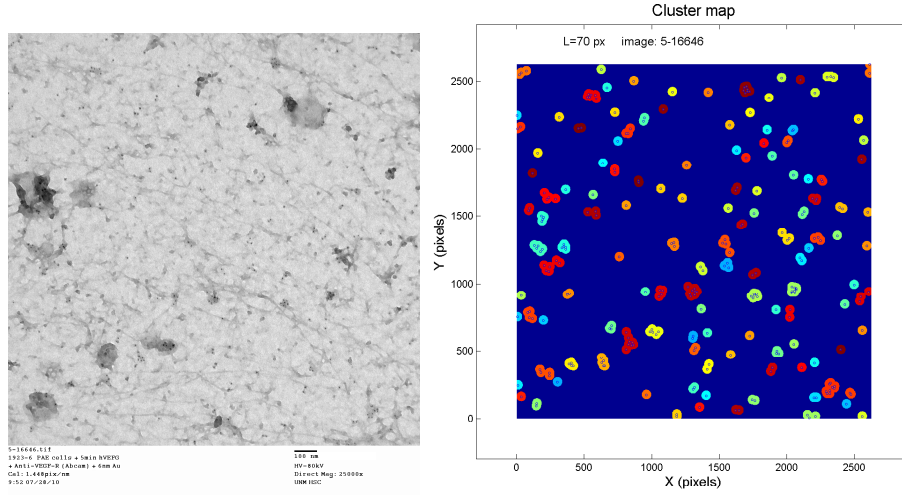 5-16646.tif
1923-6 PAE cells + 5min hVEFG
+ Anti-VEGF-R (Abcam) + 6nm Au
Cal: 1.448pix/nm
9:52 07/28/10
100 nm
HV=80kV
Direct Mag: 25000x
UNM HSC
Cluster map
L=70 px image: 5-16646
Y (pixels)
2500
2000
1500
1000
500
0
0 500 1000 1500 2000 2500
X (pixels)